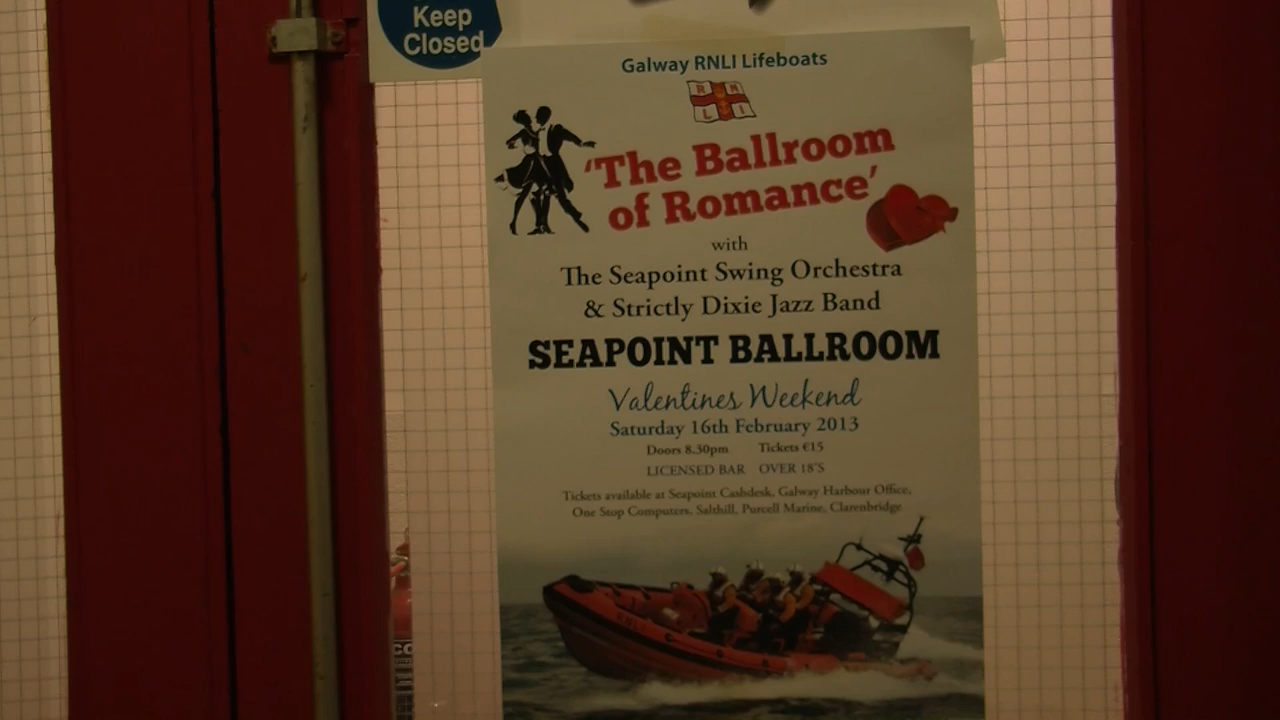 Keep
Closed
Galway RNLI Lifeboats
R N
L I
'The Ballroom
of Romance'
with
The Seapoint Swing Orchestra
& Strictly Dixie Jazz Band
SEAPOINT BALLROOM
Valentines Weekend
Saturday 16th February 2013
Doors 8.30pm Tickets €15
LICENSED BAR OVER 18'S
Tickets available at Seapoint Cashdesk, Galway Harbour Office,
One Stop Computers, Salthill, Purcell Marine, Clarenbridge
RNLI